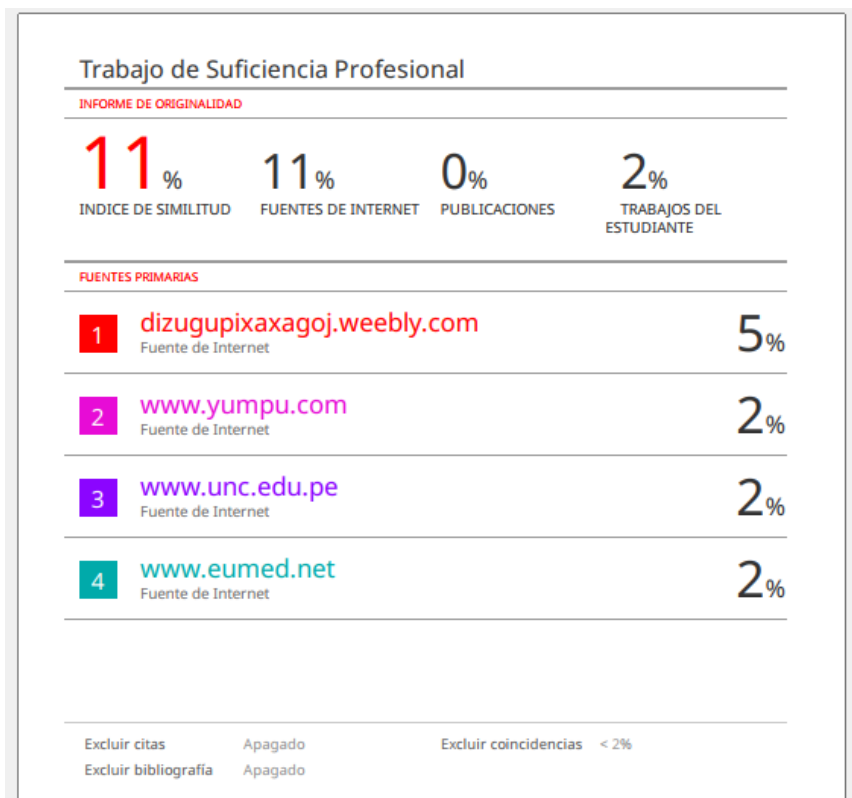 Trabajo de Suficiencia Profesional
INFORME DE ORIGINALIDAD
11%
11%
0%
2%
INDICE DE SIMILITUD
FUENTES DE INTERNET
PUBLICACIONES
TRABAJOS DEL
ESTUDIANTE
FUENTES PRIMARIAS
1
dizugupixaxagoj.weebly.com
Fuente de Internet
5%
2
www.yumpu.com
Fuente de Internet
2%
3
www.unc.edu.pe
Fuente de Internet
2%
4
www.eumed.net
Fuente de Internet
2%
Excluir citas Apagado Excluir coincidencias < 2%
Excluir bibliografía Apagado